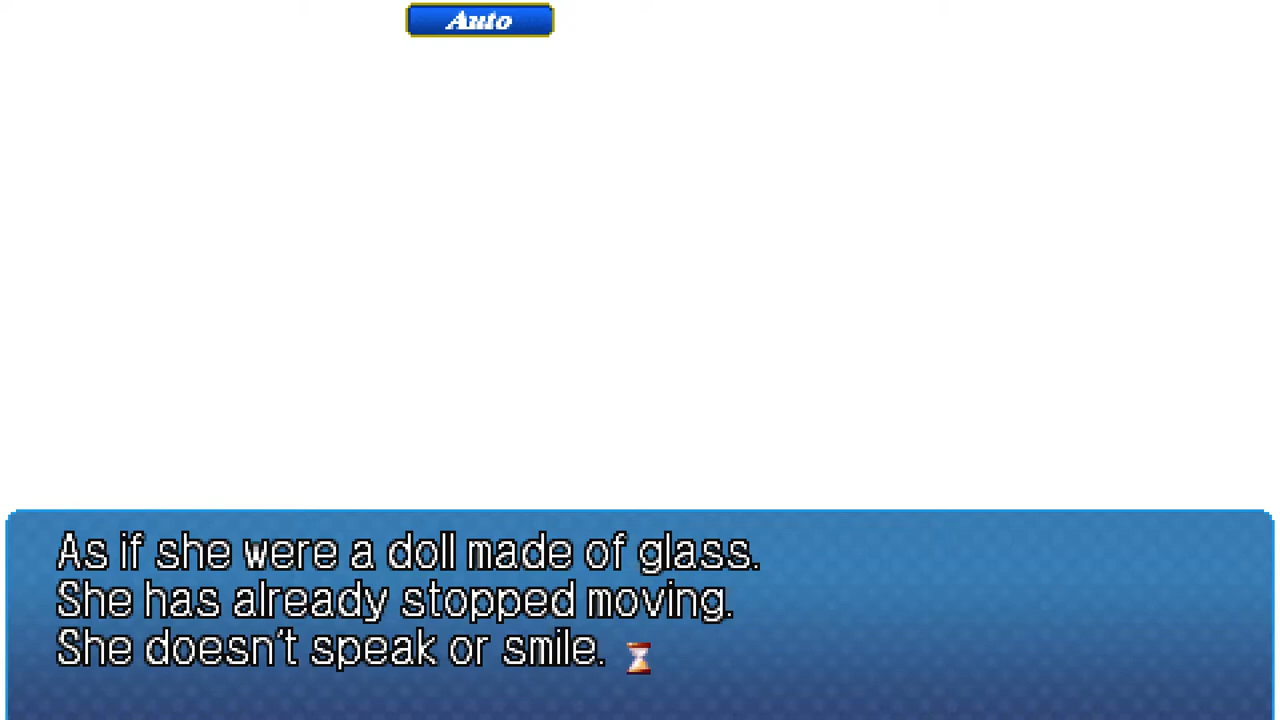 Auto
As if she were a doll made of glass.
She has already stopped moving.
She doesn't speak or smile.